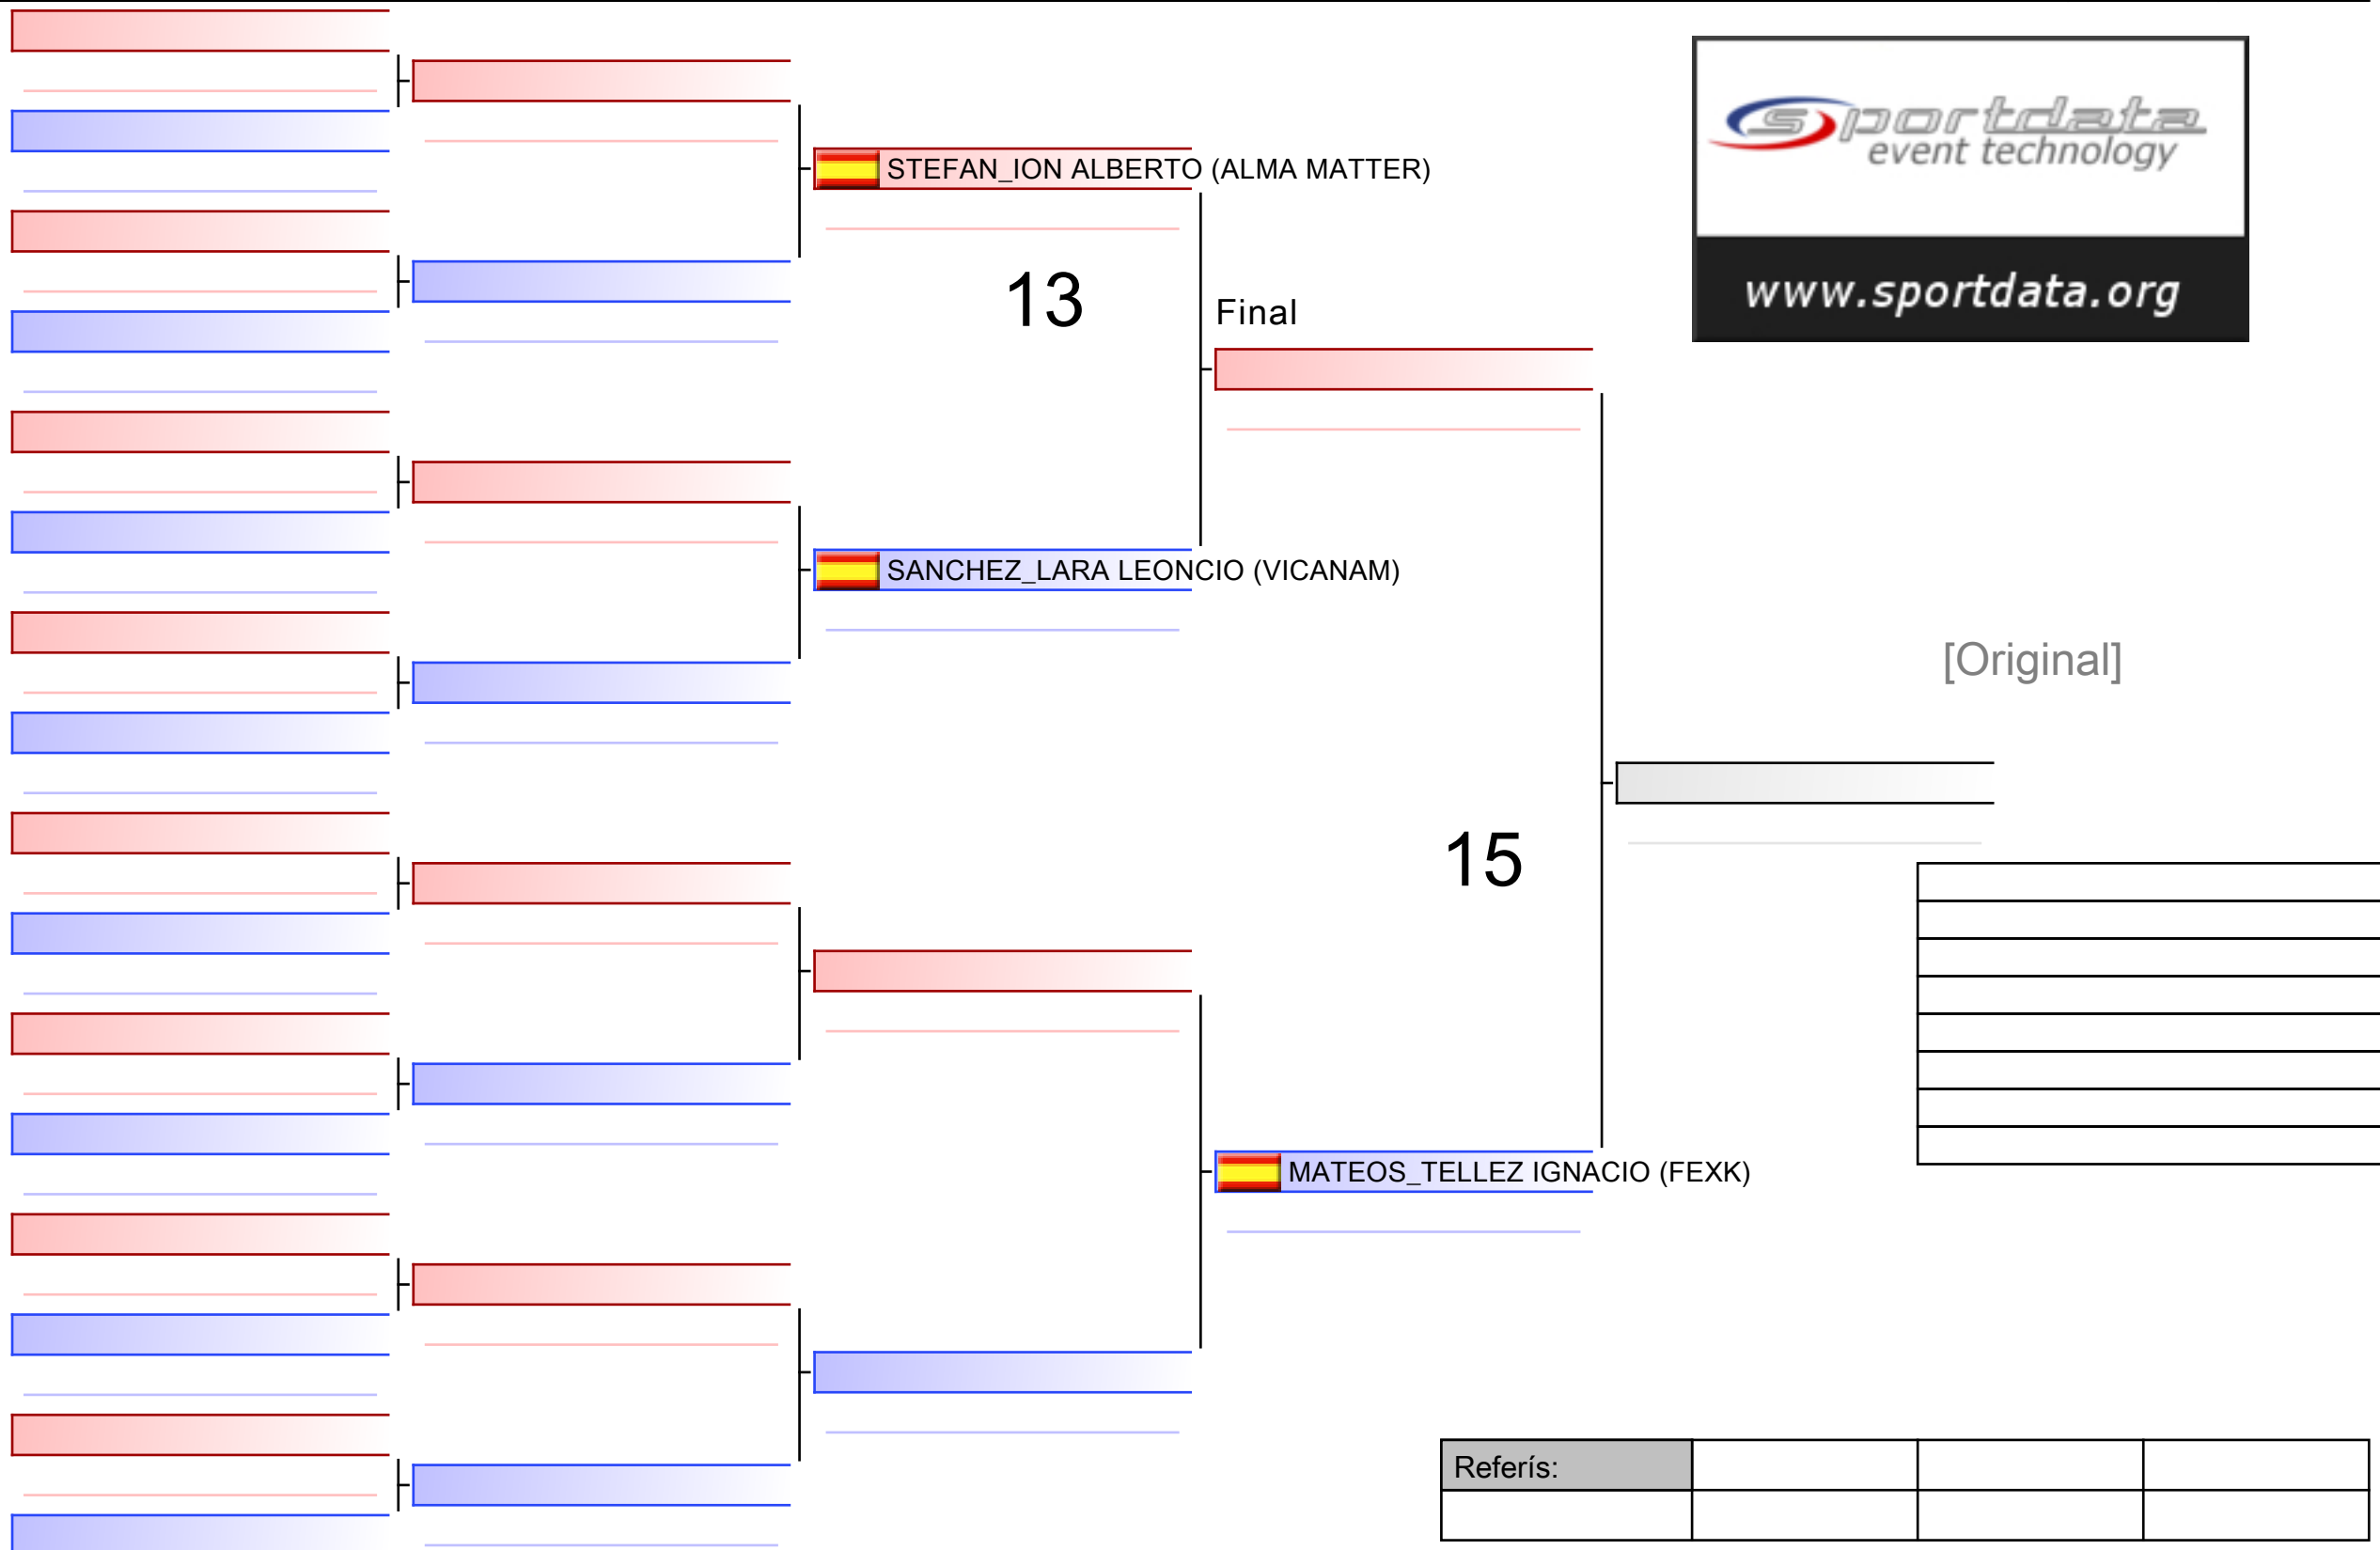 sportdata
event technology
www.sportdata.org
STEFAN_ION ALBERTO (ALMA MATTER)
13
Final
SANCHEZ_LARA LEONCIO (VICANAM)
[Original]
15
MATEOS_TELLEZ IGNACIO (FEXK)
Referís: